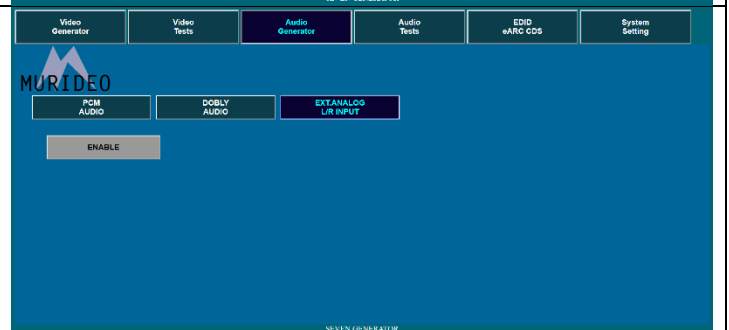 Video Generator
Video Tests
Audio Generator
Audio Tests
EDID eARC CDS
System Setting
MURIDEO
PCM AUDIO
DOBLY AUDIO
EXT.ANALOG L/R INPUT
ENABLE
SEVEN GENERATOR